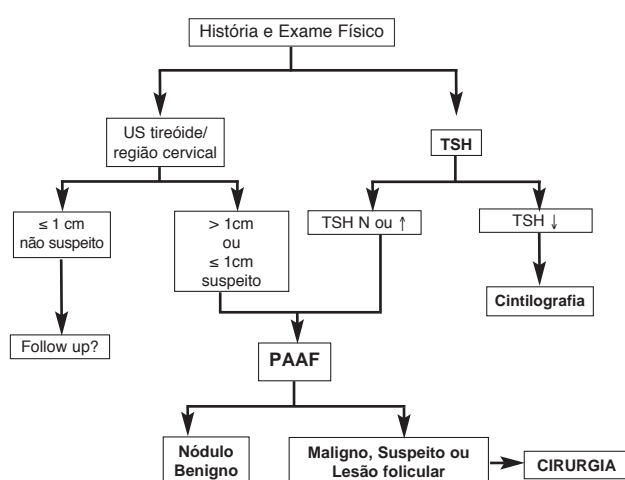 História e Exame Físico
US tireóide/
região cervical
TSH
≤ 1 cm
não suspeito
> 1cm
ou
≤ 1cm
suspeito
TSH N ou ↑
TSH ↓
Cintilografia
Follow up?
PAAF
Nódulo
Benigno
Maligno, Suspeito ou
Lesão folicular
CIRURGIA